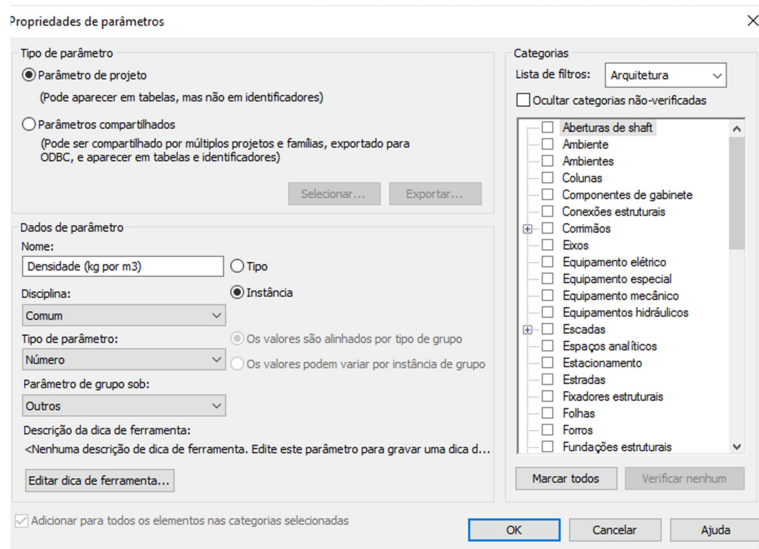 Propriedades de parâmetros
Tipo de parâmetro
Parâmetro de projeto
(Pode aparecer em tabelas, mas não em identificadores)
Parâmetros compartilhados
(Pode ser compartilhado por múltiplos projetos e famílias, exportado para
ODBC, e aparecer em tabelas e identificadores)
Selecionar...
Exportar...
Dados de parâmetro
Nome:
Densidade (kg por m3)
Tipo
Disciplina:
Instância
Comum
Tipo de parâmetro:
Os valores são alinhados por tipo de grupo
Número
Os valores podem variar por instância de grupo
Parâmetro de grupo sob:
Outros
Descrição da dica de ferramenta:
<Nenhuma descrição de dica de ferramenta. Edite este parâmetro para gravar uma dica d...
Editar dica de ferramenta...
Adicionar para todos os elementos nas categorias selecionadas
Categorias
Lista de filtros:
Arquitetura
Ocultar categorias não-verificadas
Aberturas de shaft
Ambiente
Ambientes
Colunas
Componentes de gabinete
Conexões estruturais
Corrimãos
Eixos
Equipamento elétrico
Equipamento especial
Equipamento mecânico
Equipamentos hidráulicos
Escadas
Espaços analíticos
Estacionamento
Estradas
Fixadores estruturais
Folhas
Forros
Fundações estruturais
Marcar todos
Verificar nenhum
OK
Cancelar
Ajuda